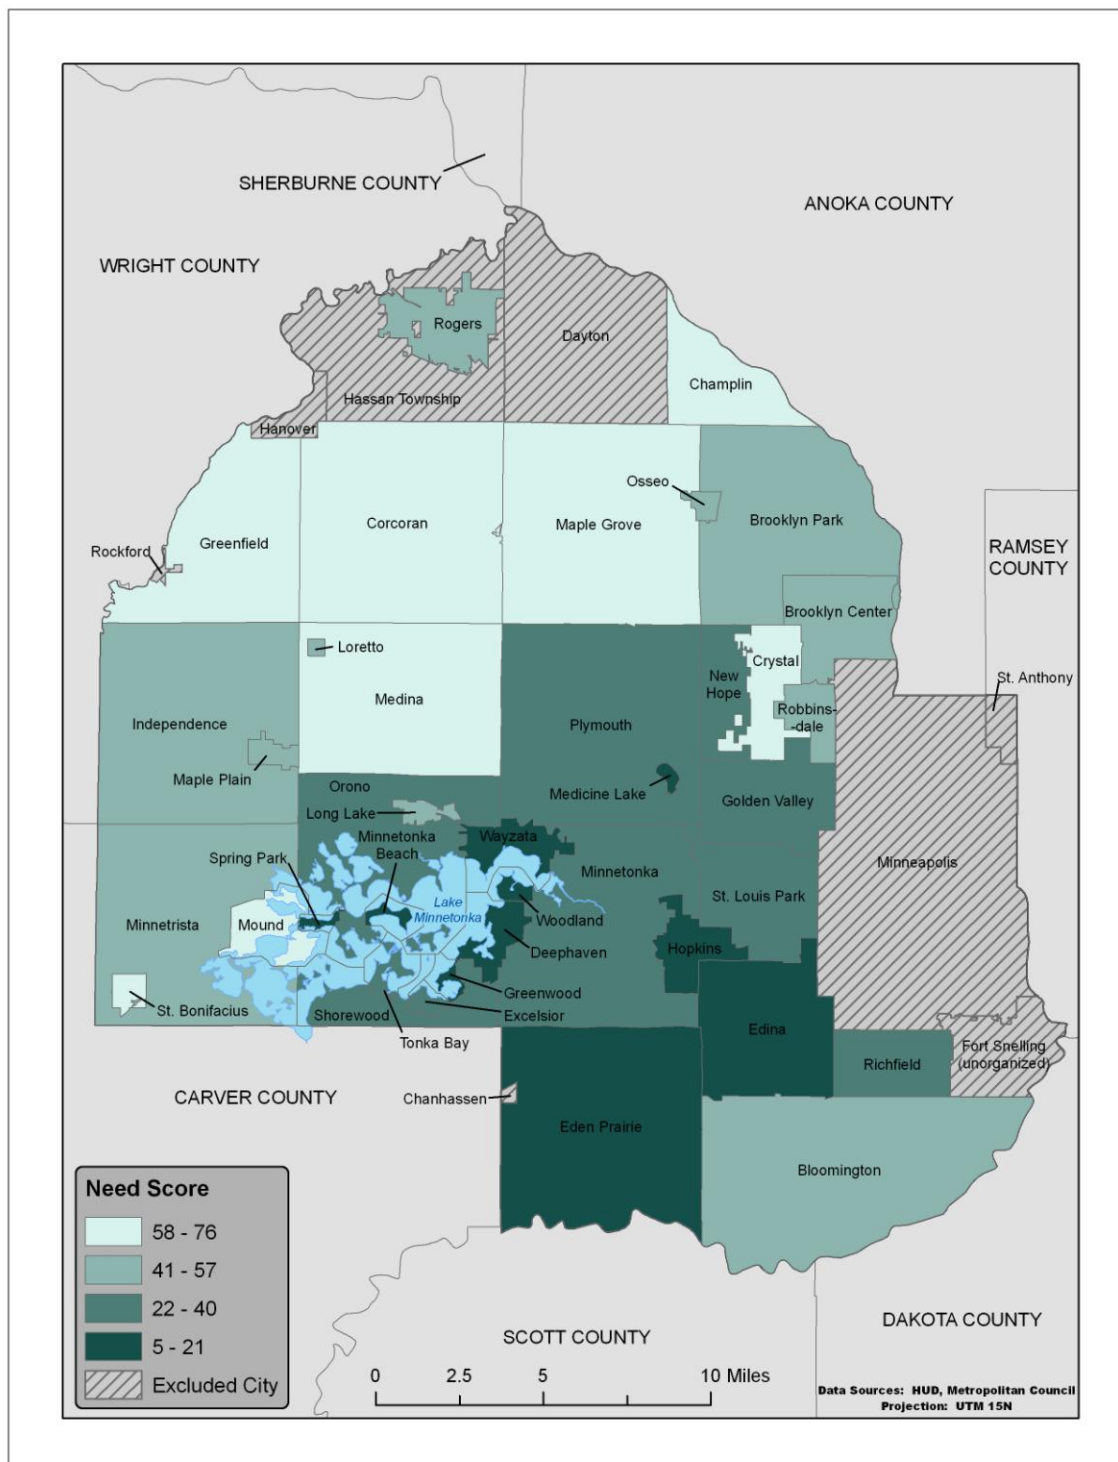 SHERBURNE COUNTY
ANOKA COUNTY
WRIGHT COUNTY
Rogers
Dayton
Champlin
Hassan Township
Hanover
Osseo
Brooklyn Park
Corcoran
Maple Grove
Greenfield
Rockford
RAMSEY
COUNTY
Brooklyn Center
Loretto
Crystal
St. Anthony
New
Hope
Medina
Robbins-
-dale
Independence
Plymouth
Maple Plain
Orono
Medicine Lake
Golden Valley
Long Lake
Minnetonka
Beach
Wayzata
Spring Park
Minneapolis
Minnetonka
St. Louis Park
Lake
Minnetonka
Woodland
Minnetrista
Mound
Deephaven
Hopkins
Greenwood
St. Bonifacius
Shorewood
Excelsior
Tonka Bay
Edina
Fort Snelling
(unorganized)
Richfield
CARVER COUNTY
Chanhassen
Eden Prairie
Bloomington
Need Score
58 - 76
41 - 57
22 - 40
5 - 21
Excluded City
SCOTT COUNTY
DAKOTA COUNTY
0 2.5 5 10 Miles
Data Sources: HUD, Metropolitan Council
Projection: UTM 15N